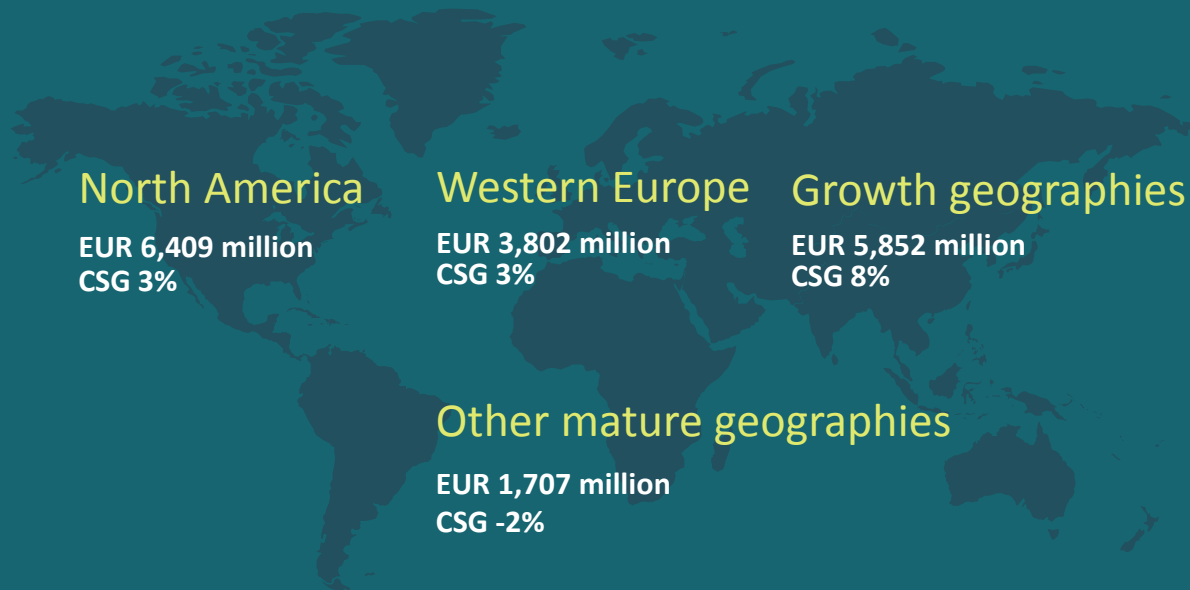 North America
EUR 6,409 million
CSG 3%
Western Europe
EUR 3,802 million
CSG 3%
Growth geographies
EUR 5,852 million
CSG 8%
Other mature geographies
EUR 1,707 million
CSG -2%